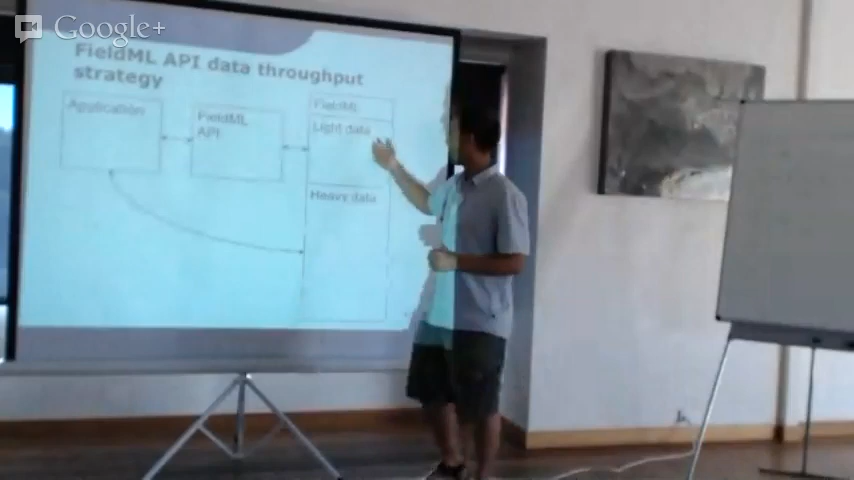 Google+
FieldML API data throughput
strategy
Application
FieldML
API
FieldML
Light data
Heavy data